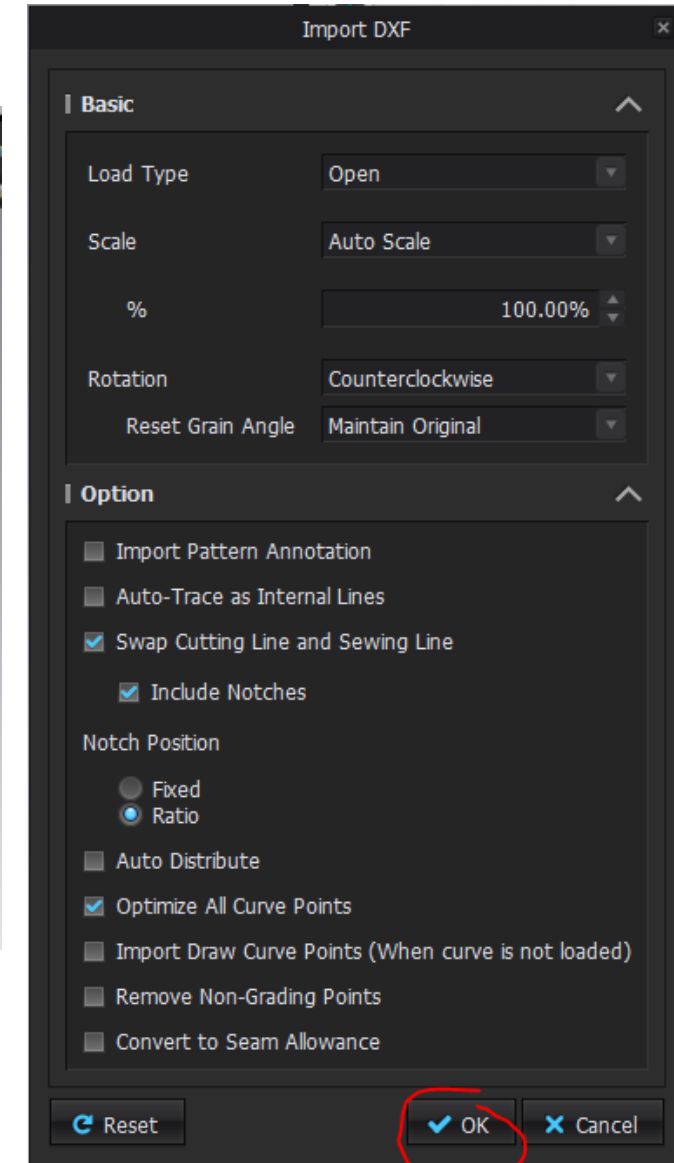 Import DXF
Basic
Load Type Open
Scale Auto Scale
% 100.00%
Rotation Counterclockwise
Reset Grain Angle Maintain Original
Option
Import Pattern Annotation
Auto-Trace as Internal Lines
Swap Cutting Line and Sewing Line
Include Notches
Notch Position
Fixed
Ratio
Auto Distribute
Optimize All Curve Points
Import Draw Curve Points (When curve is not loaded)
Remove Non-Grading Points
Convert to Seam Allowance
Reset OK Cancel